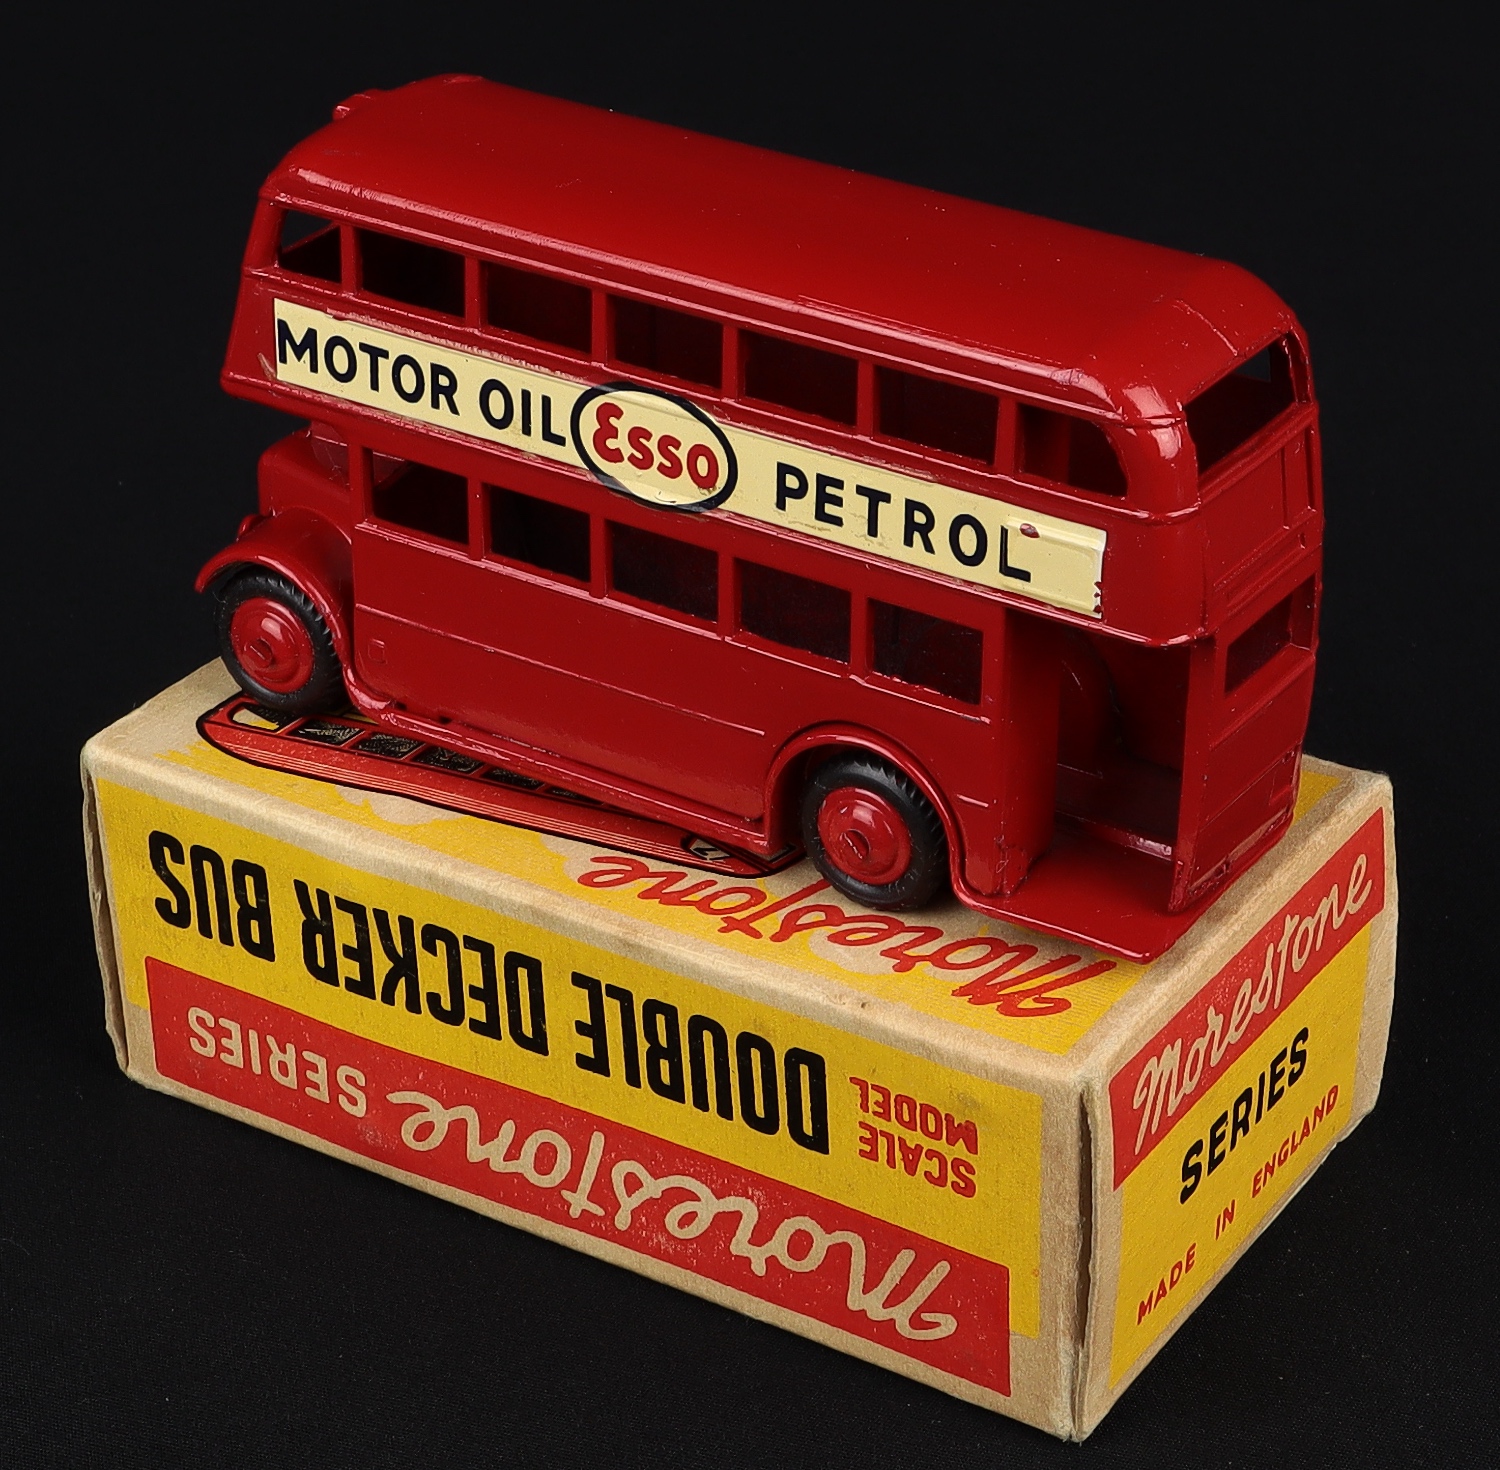 MOTOR OIL Esso PETROL
Morestone
SCALE MODEL
DOUBLE DECKER BUS
Morestone SERIES
Morestone
SERIES
MADE IN ENGLAND